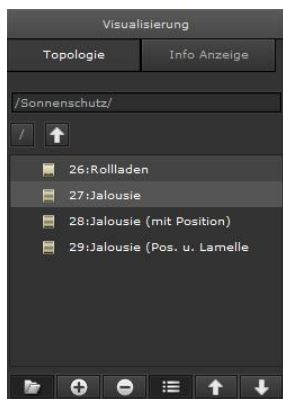 Visualisierung
Topologie Info Anzeige
/Sonnenschutz/
/
26:Rollladen
27:Jalousie
28:Jalousie (mit Position)
29:Jalousie (Pos. u. Lamelle